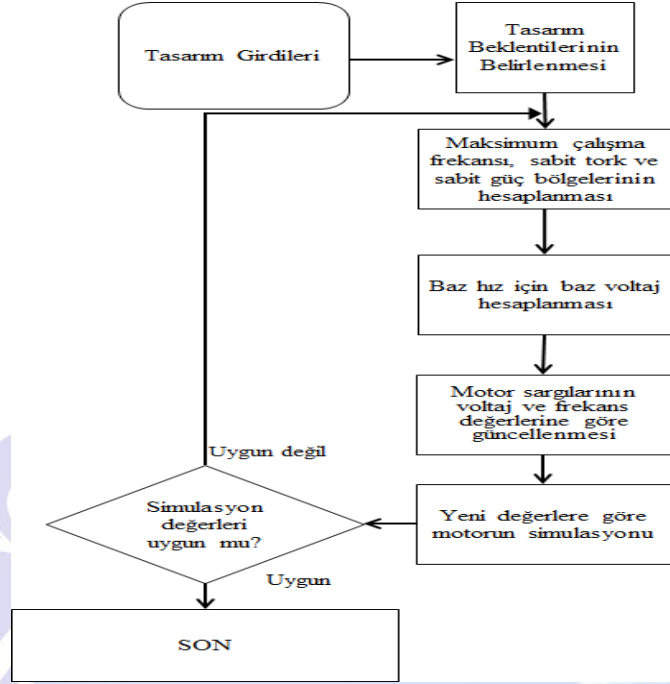 Tasarım Girdileri
Tasarım
Beklentilerinin
Belirlenmesi
Maksimum çalışma
frekansı, sabit tork ve
sabit güç bölgelerinin
hesaplanması
Baz hız için baz voltaj
hesaplanması
Motor sargılarının
voltaj ve frekans
değerlerine göre
güncellenmesi
Yeni değerlere göre
motorun simulasyonu
Simulasyon
değerleri
uygun mu?
Uygun değil
Uygun
SON